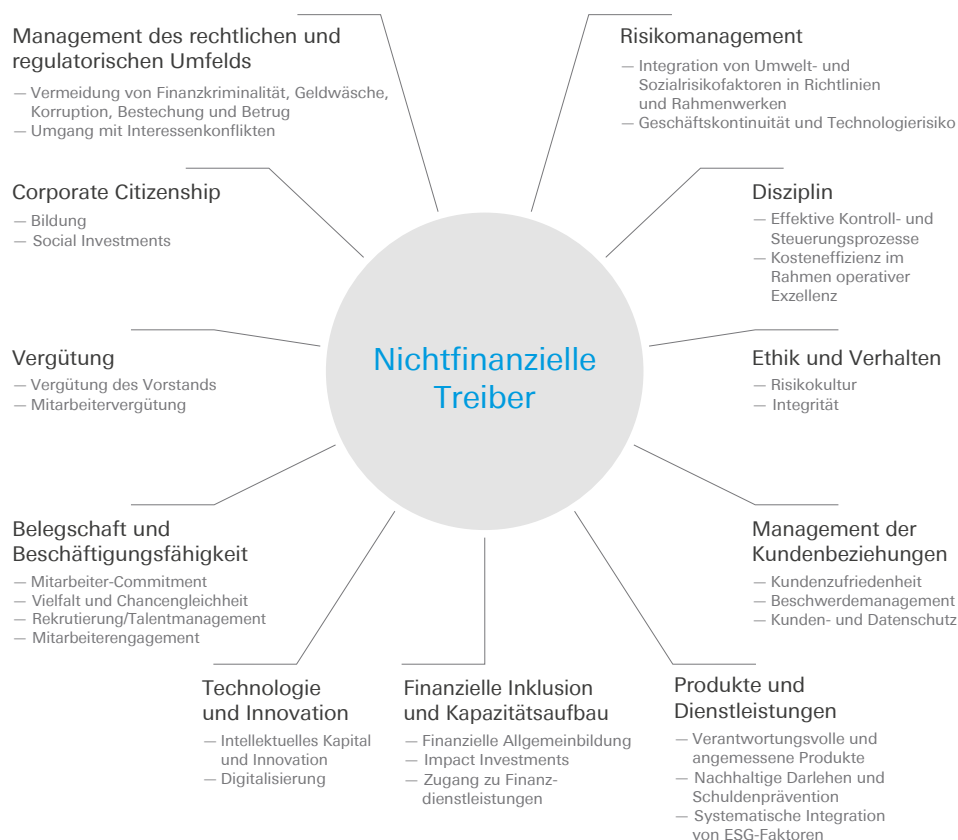 Management des rechtlichen und
regulatorischen Umfelds
— Vermeidung von Finanzkriminalität, Geldwäsche,
Korruption, Bestechung und Betrug
— Umgang mit Interessenkonflikten
Risikomanagement
— Integration von Umwelt- und
Sozialrisikofaktoren in Richtlinien
und Rahmenwerken
— Geschäftskontinuität und Technologierisiko
Corporate Citizenship
— Bildung
— Social Investments
Disziplin
— Effektive Kontroll- und
Steuerungsprozesse
— Kosteneffizienz im
Rahmen operativer
Exzellenz
Nichtfinanzielle
Treiber
Vergütung
— Vergütung des Vorstands
— Mitarbeitervergütung
Ethik und Verhalten
— Risikokultur
— Integrität
Belegschaft und
Beschäftigungsfähigkeit
— Mitarbeiter-Commitment
— Vielfalt und Chancengleichheit
— Rekrutierung/Talentmanagement
— Mitarbeiterengagement
Management der
Kundenbeziehungen
— Kundenzufriedenheit
— Beschwerdemanagement
— Kunden- und Datenschutz
Technologie
und Innovation
— Intellektuelles Kapital
und Innovation
— Digitalisierung
Finanzielle Inklusion
und Kapazitätsaufbau
— Finanzielle Allgemeinbildung
— Impact Investments
— Zugang zu Finanz-
dienstleistungen
Produkte und
Dienstleistungen
— Verantwortungsvolle und
angemessene Produkte
— Nachhaltige Darlehen und
Schuldenprävention
— Systematische Integration
von ESG-Faktoren